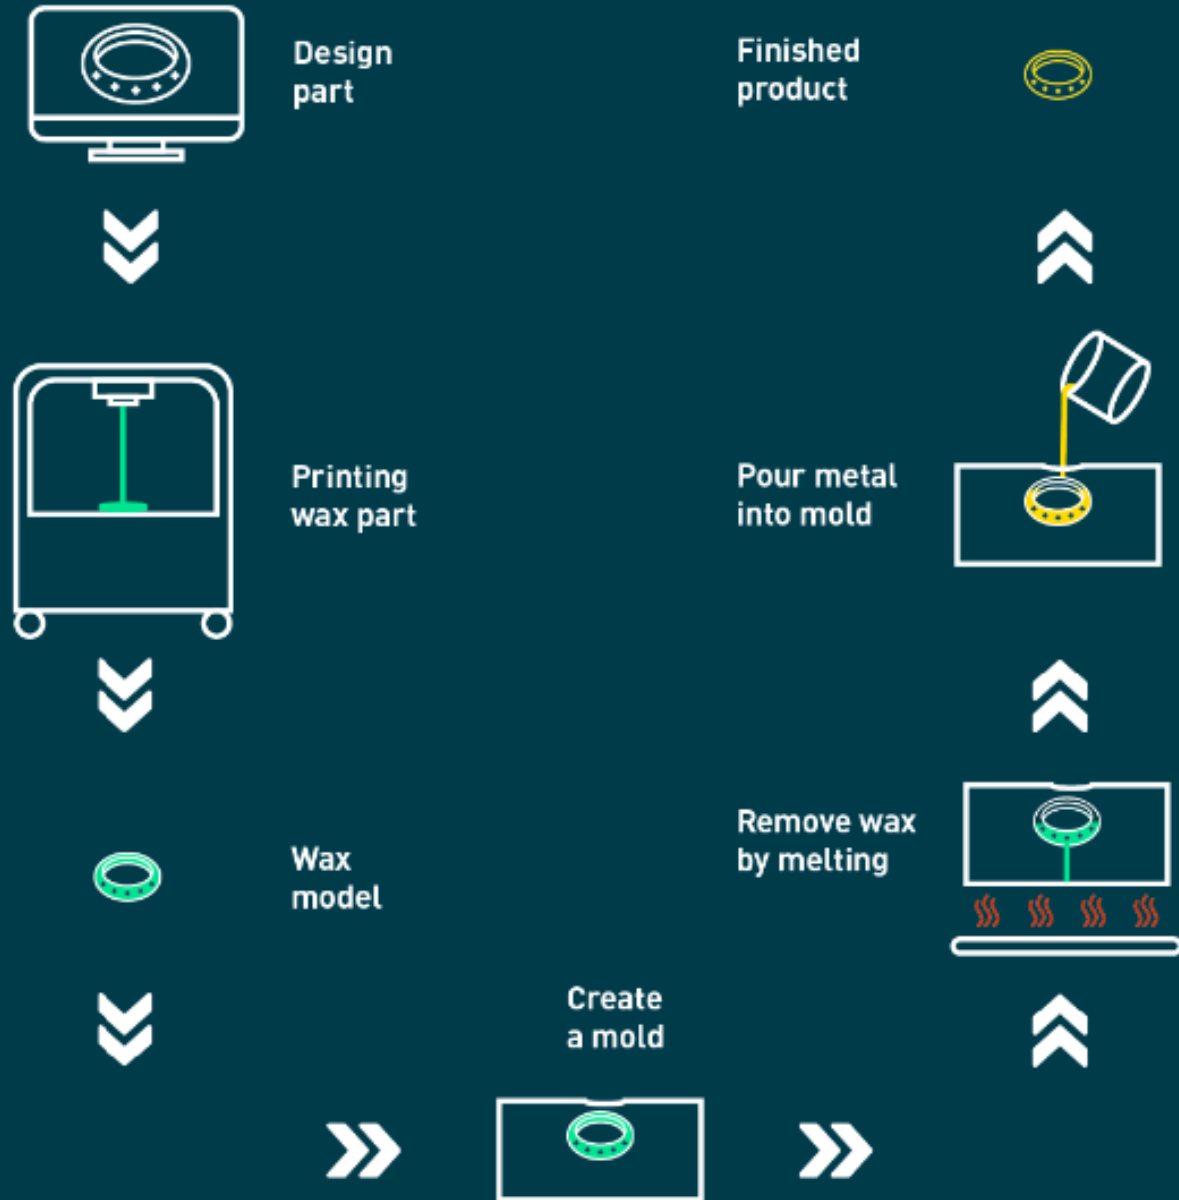 Design
part
Printing
wax part
Wax
model
Create
a mold
Remove wax
by melting
Pour metal
into mold
Finished
product